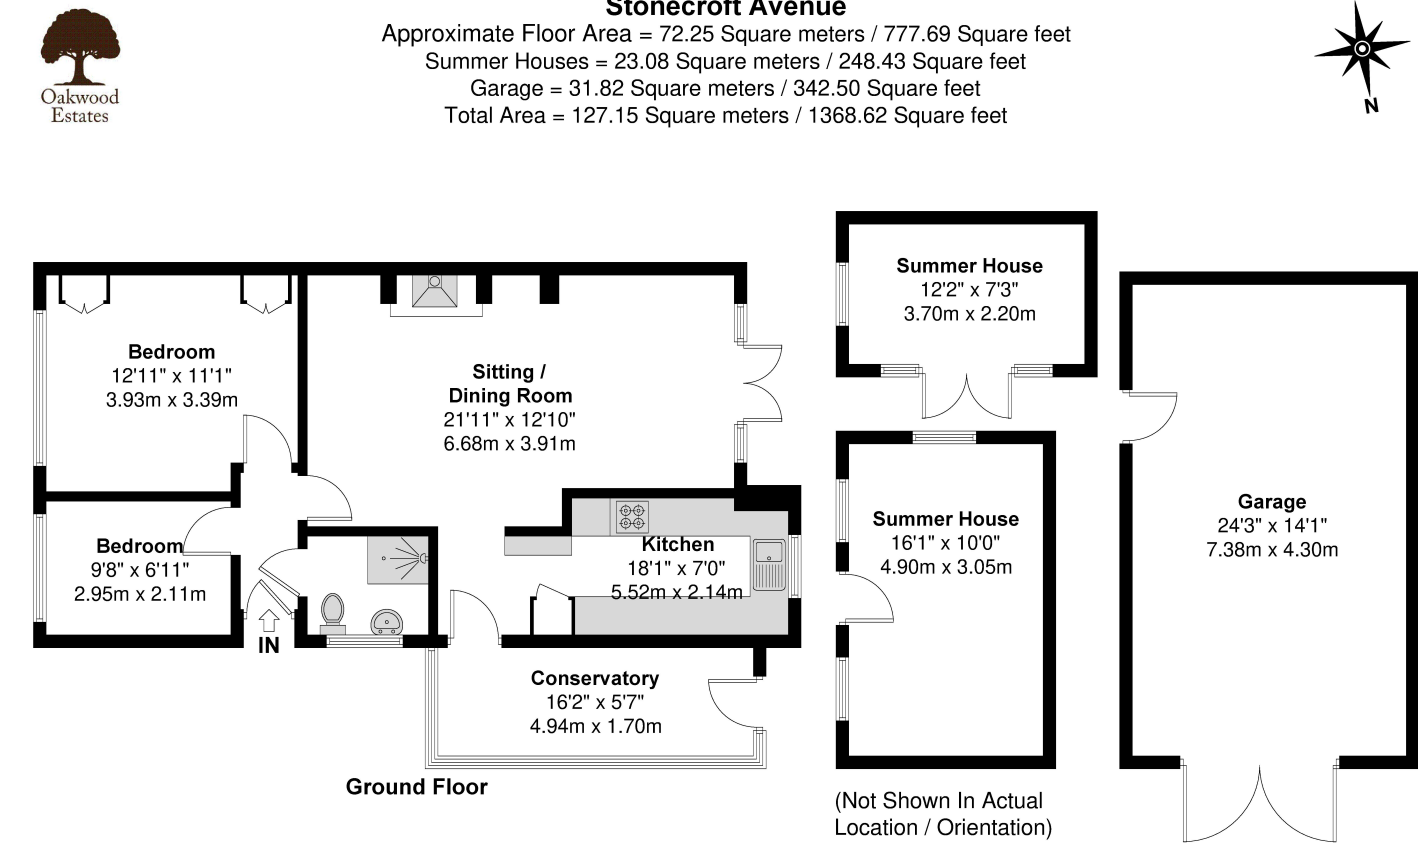 Stonecroft Avenue
Approximate Floor Area = 72.25 Square meters / 777.69 Square feet
Summer Houses = 23.08 Square meters / 248.43 Square feet
Garage = 31.82 Square meters / 342.50 Square feet
Total Area = 127.15 Square meters / 1368.62 Square feet
Oakwood
Estates
N
Bedroom
12'11" x 11'1"
3.93m x 3.39m
Sitting /
Dining Room
21'11" x 12'10"
6.68m x 3.91m
Summer House
12'2" x 7'3"
3.70m x 2.20m
Bedroom
9'8" x 6'11"
2.95m x 2.11m
IN
Kitchen
18'1" x 7'0"
5.52m x 2.14m
Summer House
16'1" x 10'0"
4.90m x 3.05m
Garage
24'3" x 14'1"
7.38m x 4.30m
Conservatory
16'2" x 5'7"
4.94m x 1.70m
Ground Floor
(Not Shown In Actual
Location / Orientation)